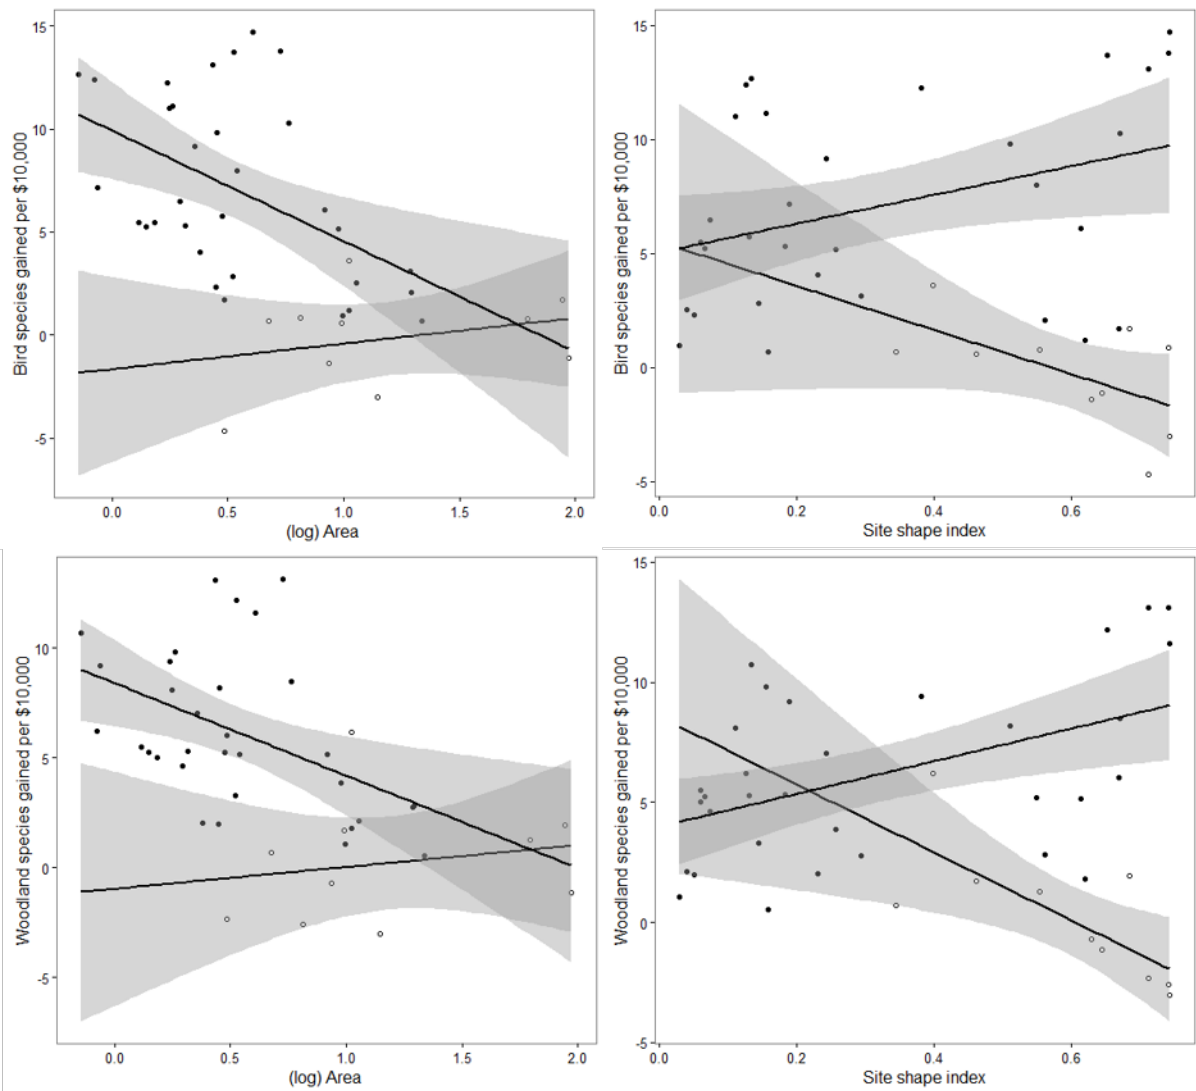 15
10
5
0
-5
Bird species gained per $10,000
0.0 0.5 1.0 1.5 2.0
(log) Area
15
10
5
0
-5
Bird species gained per $10,000
0.0 0.2 0.4 0.6
Site shape index
10
5
0
-5
Woodland species gained per $10,000
0.0 0.5 1.0 1.5 2.0
(log) Area
15
10
5
0
-5
Woodland species gained per $10,000
0.0 0.2 0.4 0.6
Site shape index